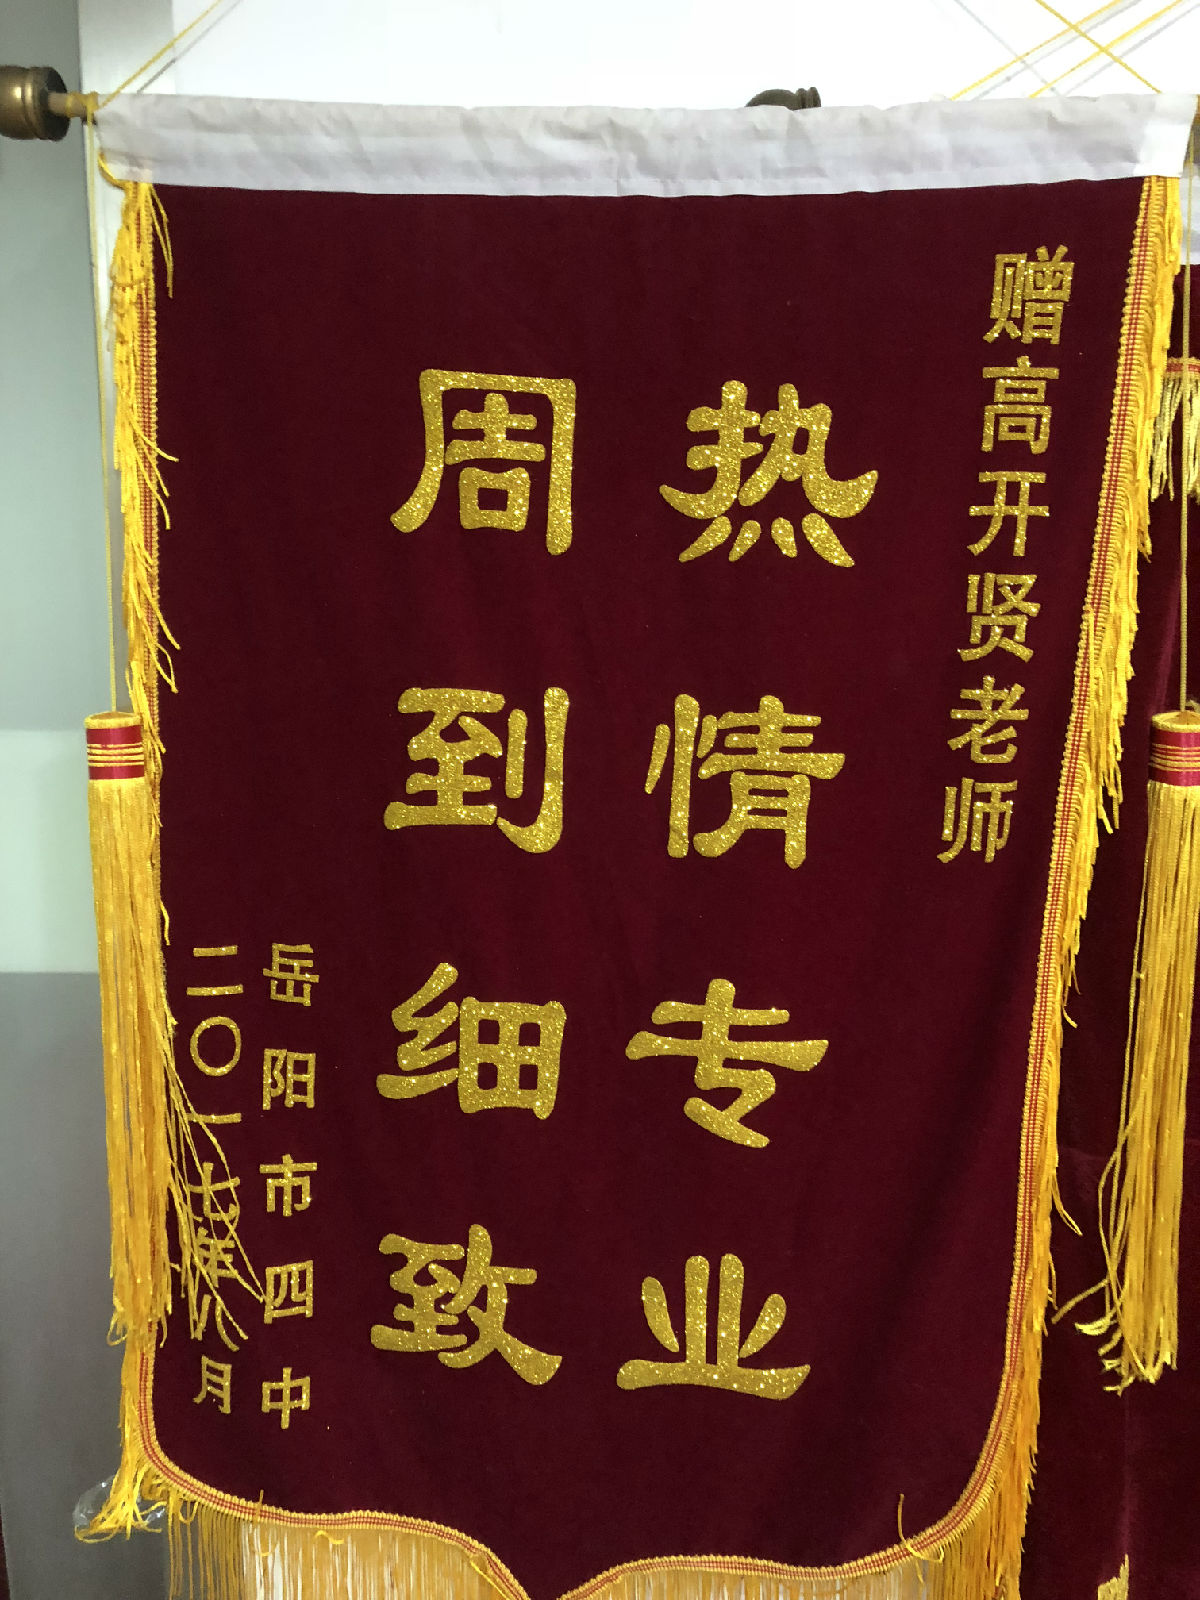 赠高开贤老师
热情专业
周到细致
岳阳市四中
二〇一七年八月